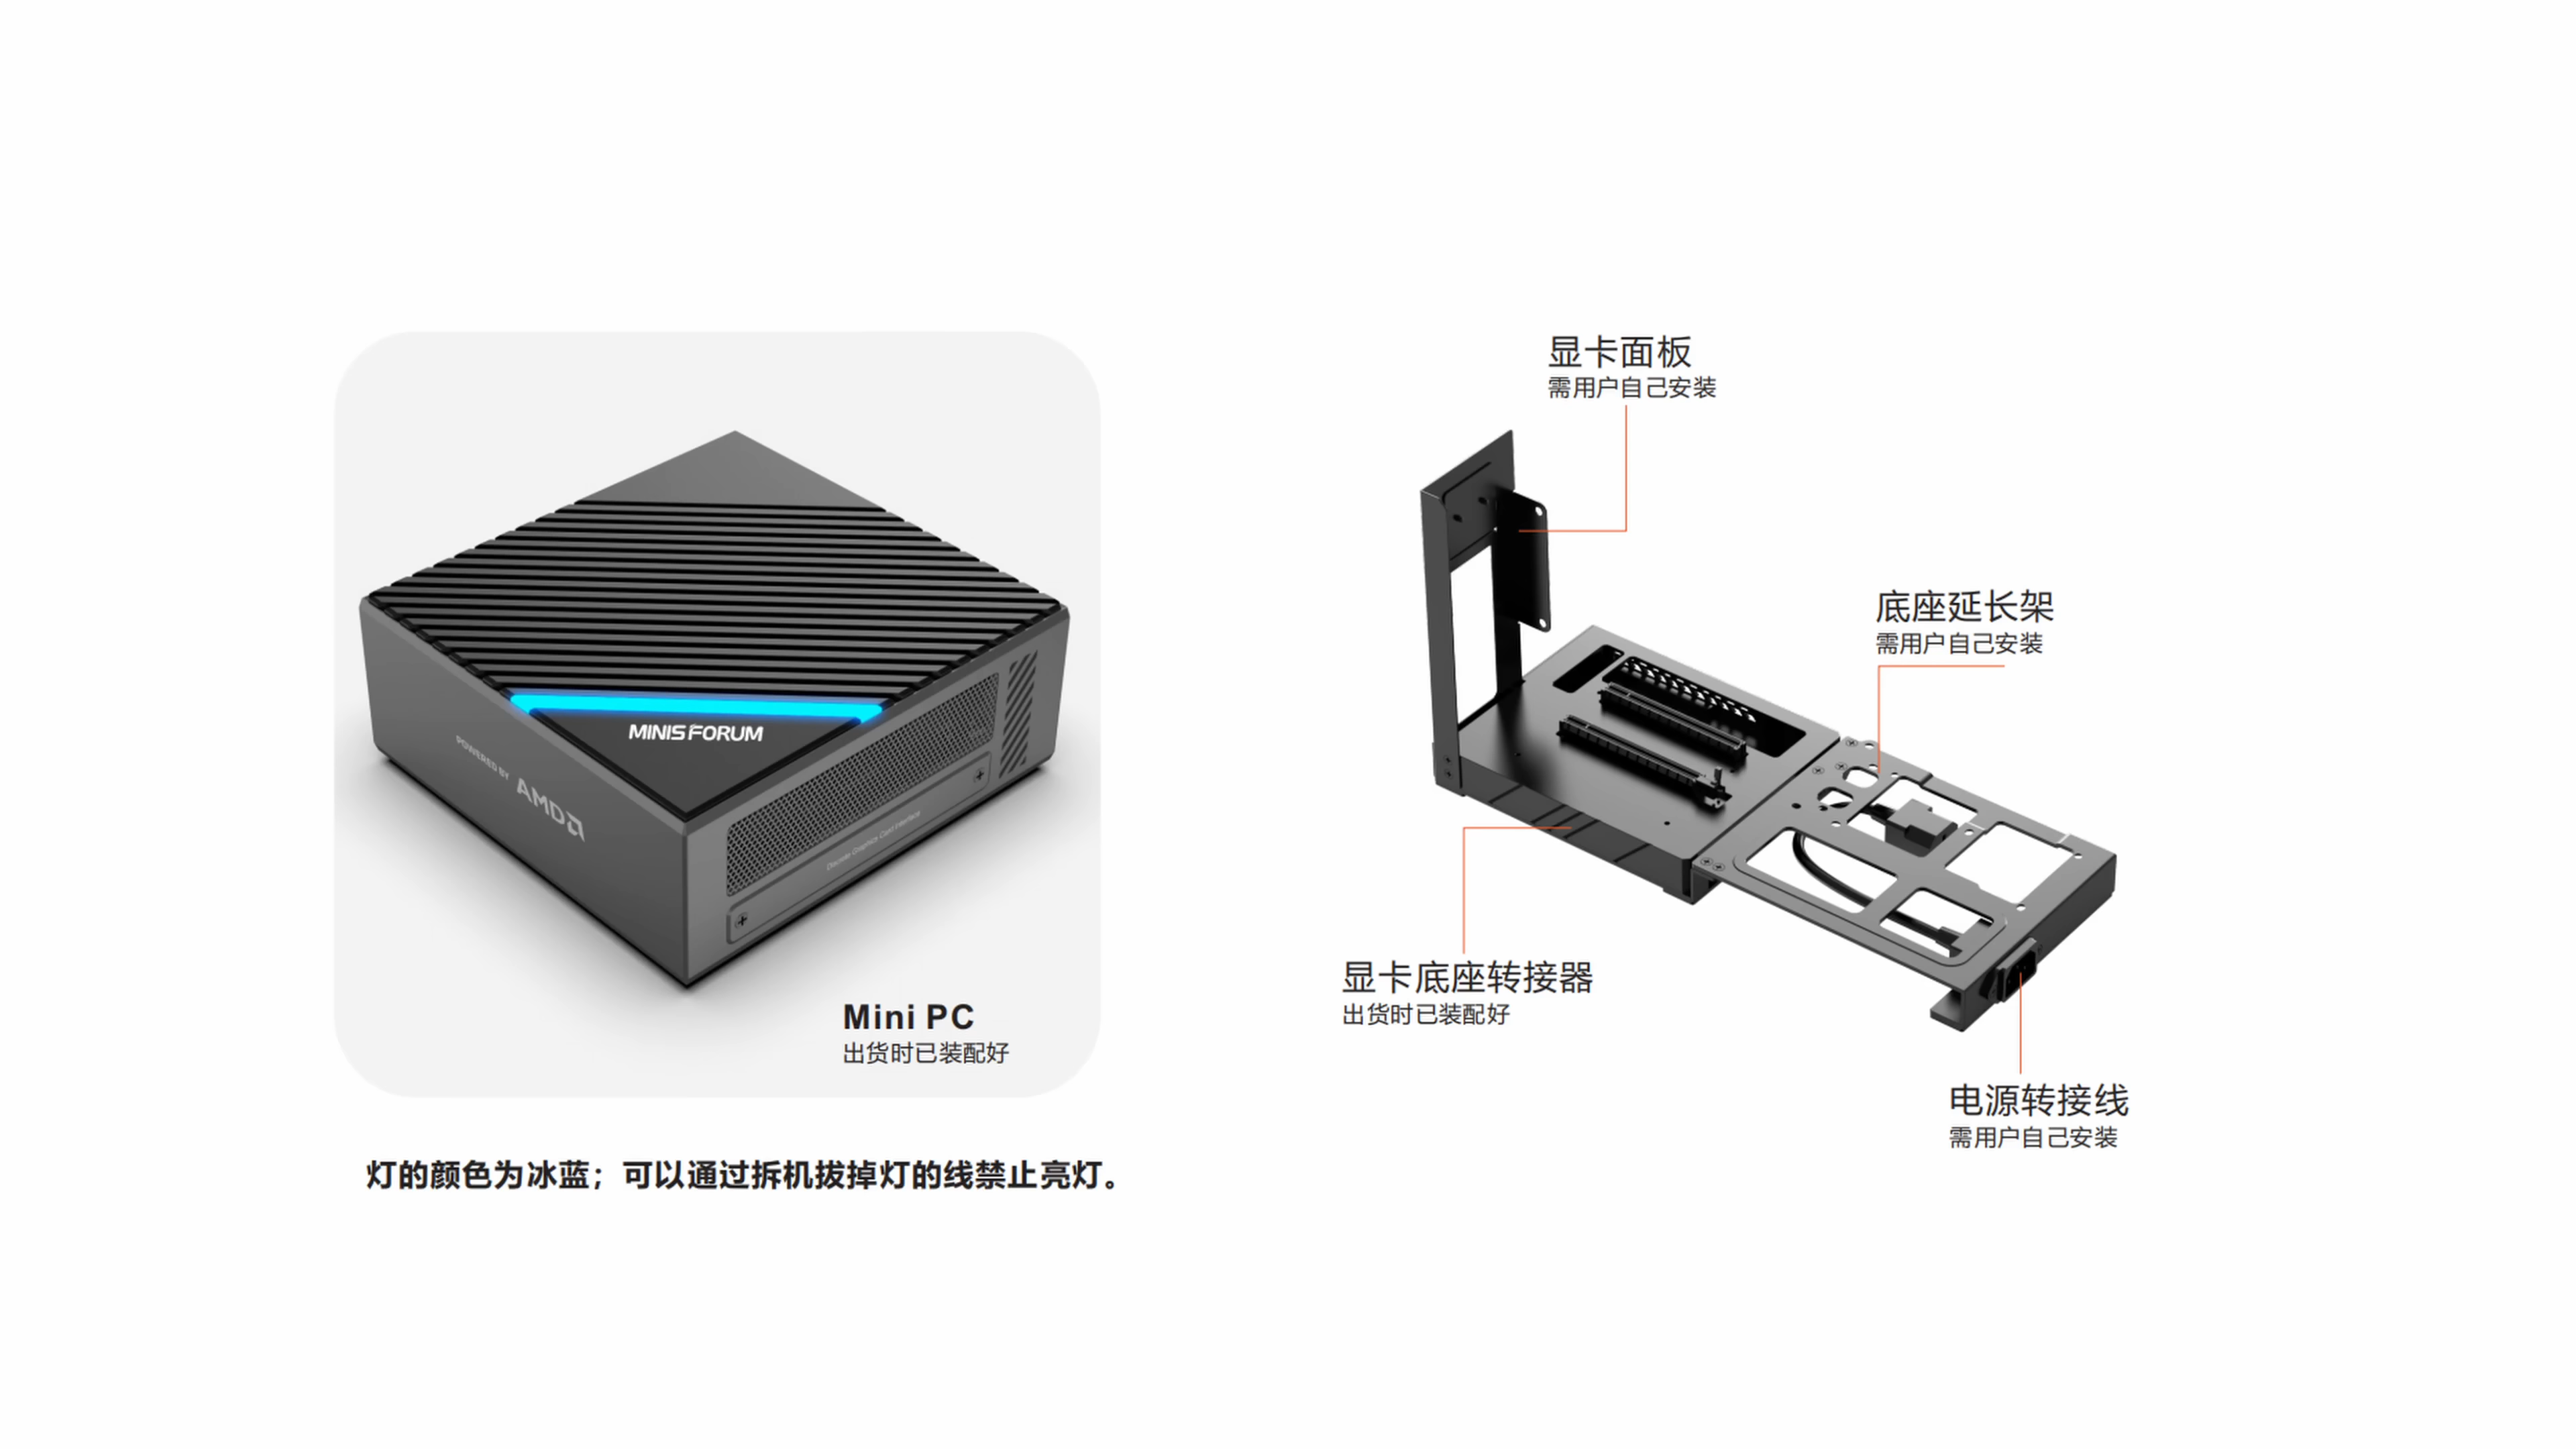 MINISFORUM
POWERED BY AMD
Discrete Graphics Card Interface
Mini PC
出货时已装配好
灯的颜色为冰蓝；可以通过拆机拔掉灯的线禁止亮灯。
显卡面板
需用户自己安装
底座延长架
需用户自己安装
显卡底座转接器
出货时已装配好
电源转接线
需用户自己安装